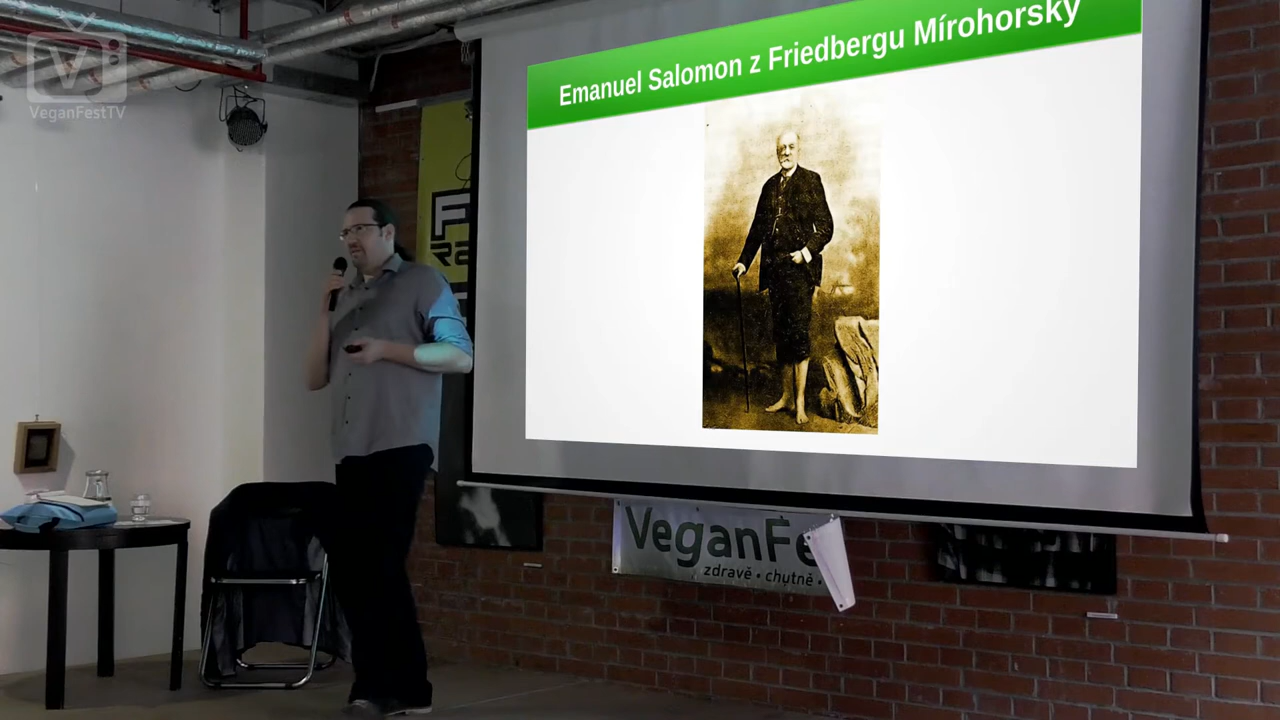 VeganFestTV
Emanuel Salomon z Friedbergu Mírohorský
VeganFe
zdravě • chutně •